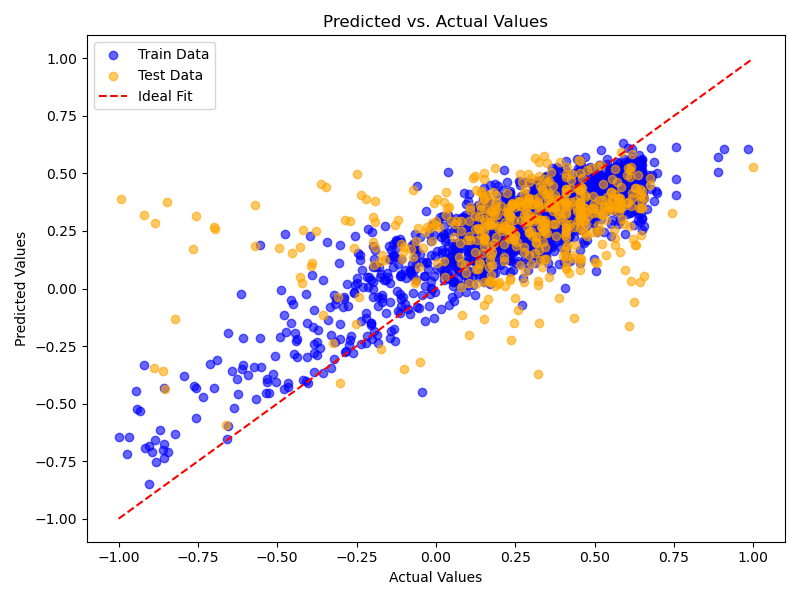 Predicted vs. Actual Values
Train Data
Test Data
Ideal Fit
1.00
0.75
0.50
0.25
0.00
−0.25
−0.50
−0.75
−1.00
Predicted Values
−1.00 −0.75 −0.50 −0.25 0.00 0.25 0.50 0.75 1.00
Actual Values